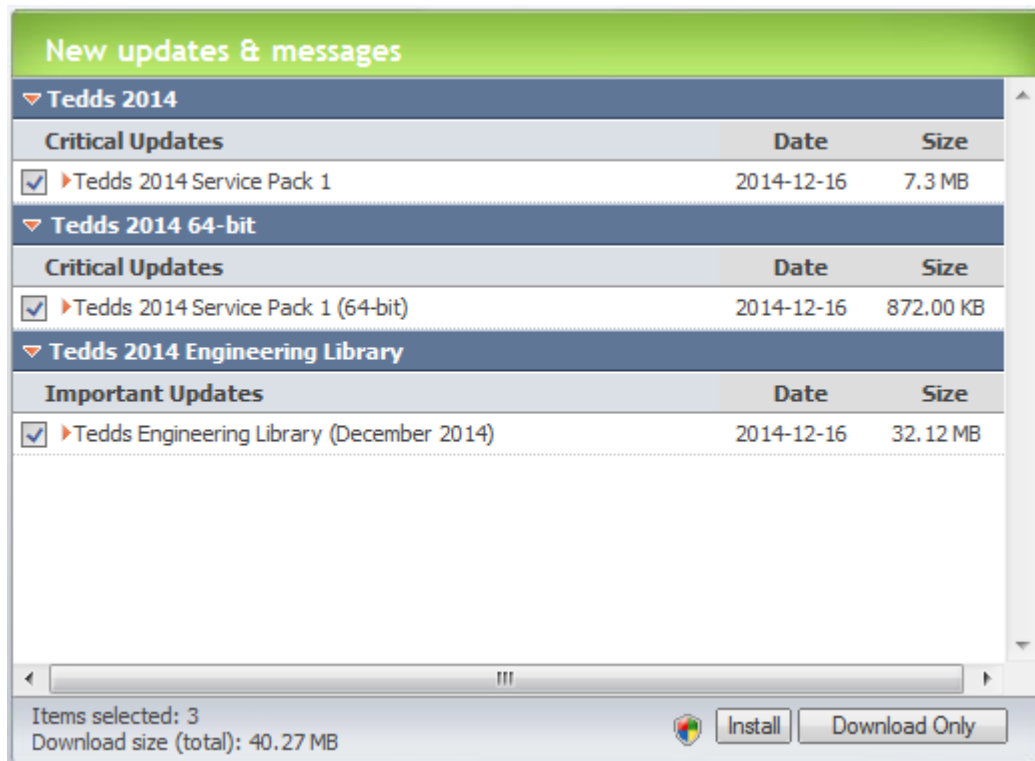 New updates & messages
Tedds 2014
Critical Updates Date Size
Tedds 2014 Service Pack 1 2014-12-16 7.3 MB
Tedds 2014 64-bit
Critical Updates Date Size
Tedds 2014 Service Pack 1 (64-bit) 2014-12-16 872.00 KB
Tedds 2014 Engineering Library
Important Updates Date Size
Tedds Engineering Library (December 2014) 2014-12-16 32.12 MB
Items selected: 3
Download size (total): 40.27 MB
Install Download Only